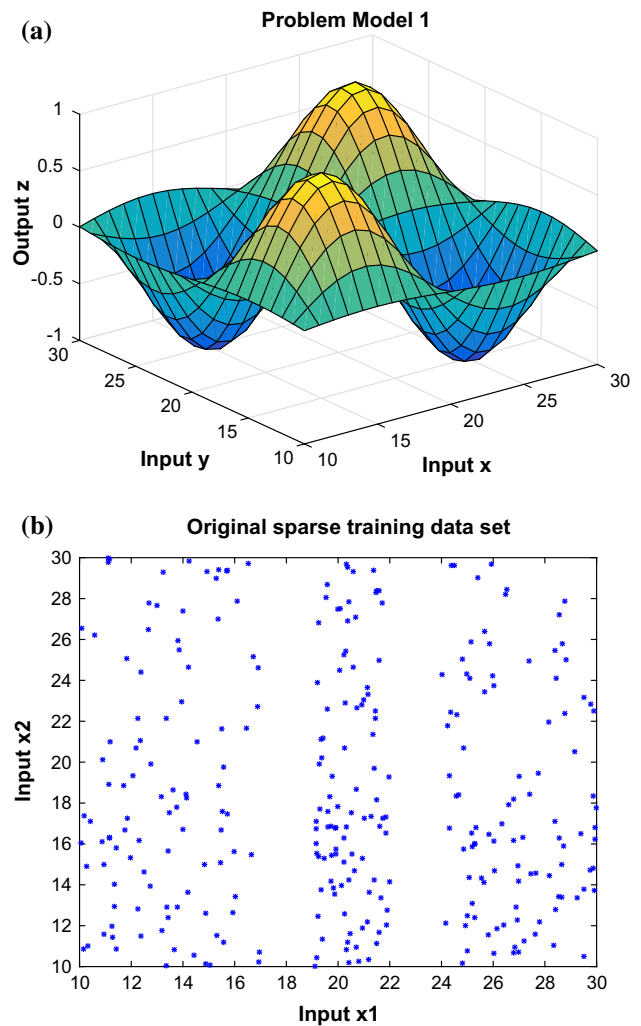 (a)
Problem Model 1
1
0.5
0
-0.5
-1
Output z
30
25
20
15
10
Input y
10
15
20
25
30
Input x
(b)
Original sparse training data set
30
28
26
24
22
20
18
16
14
12
10
Input x2
10 12 14 16 18 20 22 24 26 28 30
Input x1